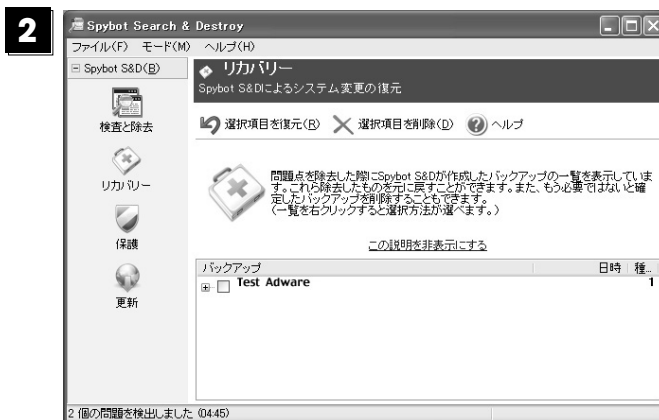 2
Spybot Search & Destroy
ファイル(F) モード(M) ヘルプ(H)
Spybot S&D(B)
検査と除去
リカバリー
保護
更新
リカバリー
Spybot S&Dによるシステム変更の復元
選択項目を復元(R) 選択項目を削除(D) ヘルプ
問題点を除去した際にSpybot S&Dが作成したバックアップの一覧を表示していま
す。これら除去したものを元に戻すことができます。また、もう必要ではないと確
定したバックアップを削除することもできます。
(一覧を右クリックすると選択方法が選べます。)
この説明を非表示にする
バックアップ 日時 種...
Test Adware 1
2 個の問題を検出しました (04:45)